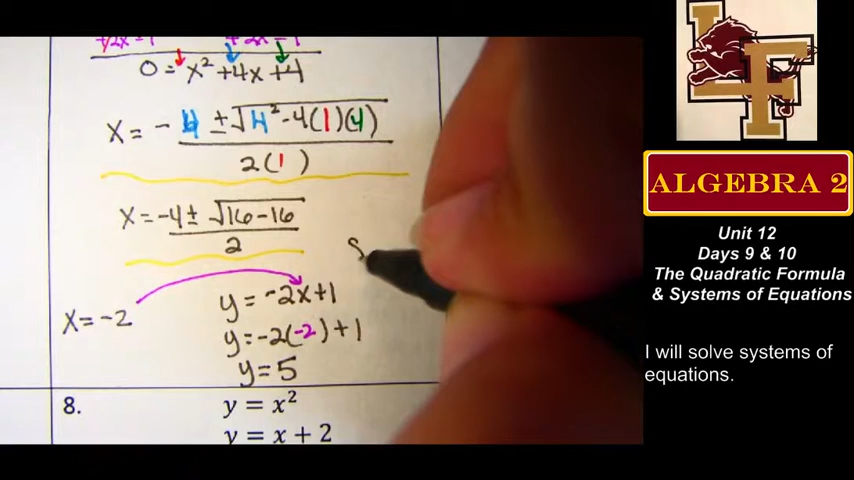 0 = x² + 4x + 4
x = - 4 ± √4² - 4(1)(4)
2(1)
x = -4 ± √16 - 16
2
x = -2
y = -2x + 1
y = -2(-2) + 1
y = 5
8.
y = x²
y = x + 2
LF
ALGEBRA 2
Unit 12
Days 9 & 10
The Quadratic Formula
& Systems of Equations
I will solve systems of
equations.